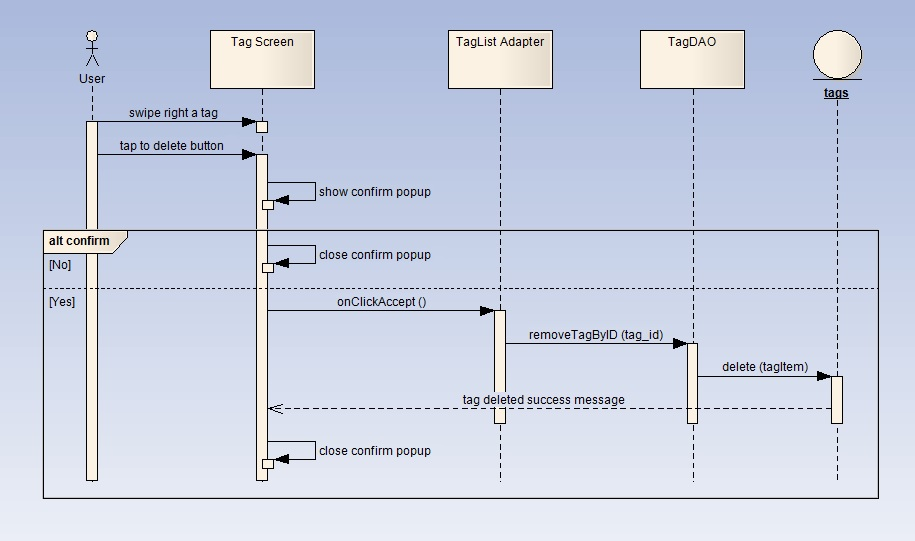 User
Tag Screen
TagList Adapter
TagDAO
tags
swipe right a tag
tap to delete button
show confirm popup
alt confirm
[No]
close confirm popup
[Yes]
onClickAccept ()
removeTagByID (tag_id)
delete (tagItem)
tag deleted success message
close confirm popup